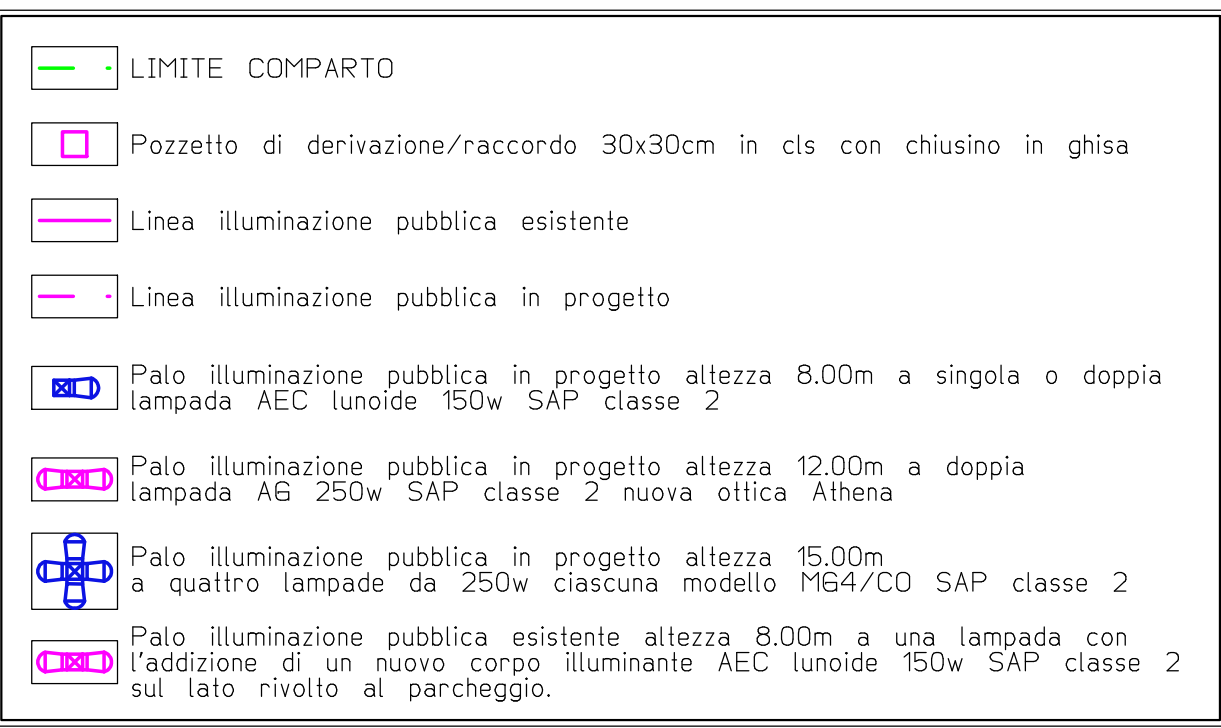 LIMITE COMPARTO
Pozzetto di derivazione/raccordo 30x30cm in cls con chiusino in ghisa
Linea illuminazione pubblica esistente
Linea illuminazione pubblica in progetto
Palo illuminazione pubblica in progetto altezza 8.00m a singola o doppia
lampada AEC lunoide 150w SAP classe 2
Palo illuminazione pubblica in progetto altezza 12.00m a doppia
lampada AG 250w SAP classe 2 nuova ottica Athena
Palo illuminazione pubblica in progetto altezza 15.00m
a quattro lampade da 250w ciascuna modello MG4/CO SAP classe 2
Palo illuminazione pubblica esistente altezza 8.00m a una lampada con
l'addizione di un nuovo corpo illuminante AEC lunoide 150w SAP classe 2
sul lato rivolto al parcheggio.